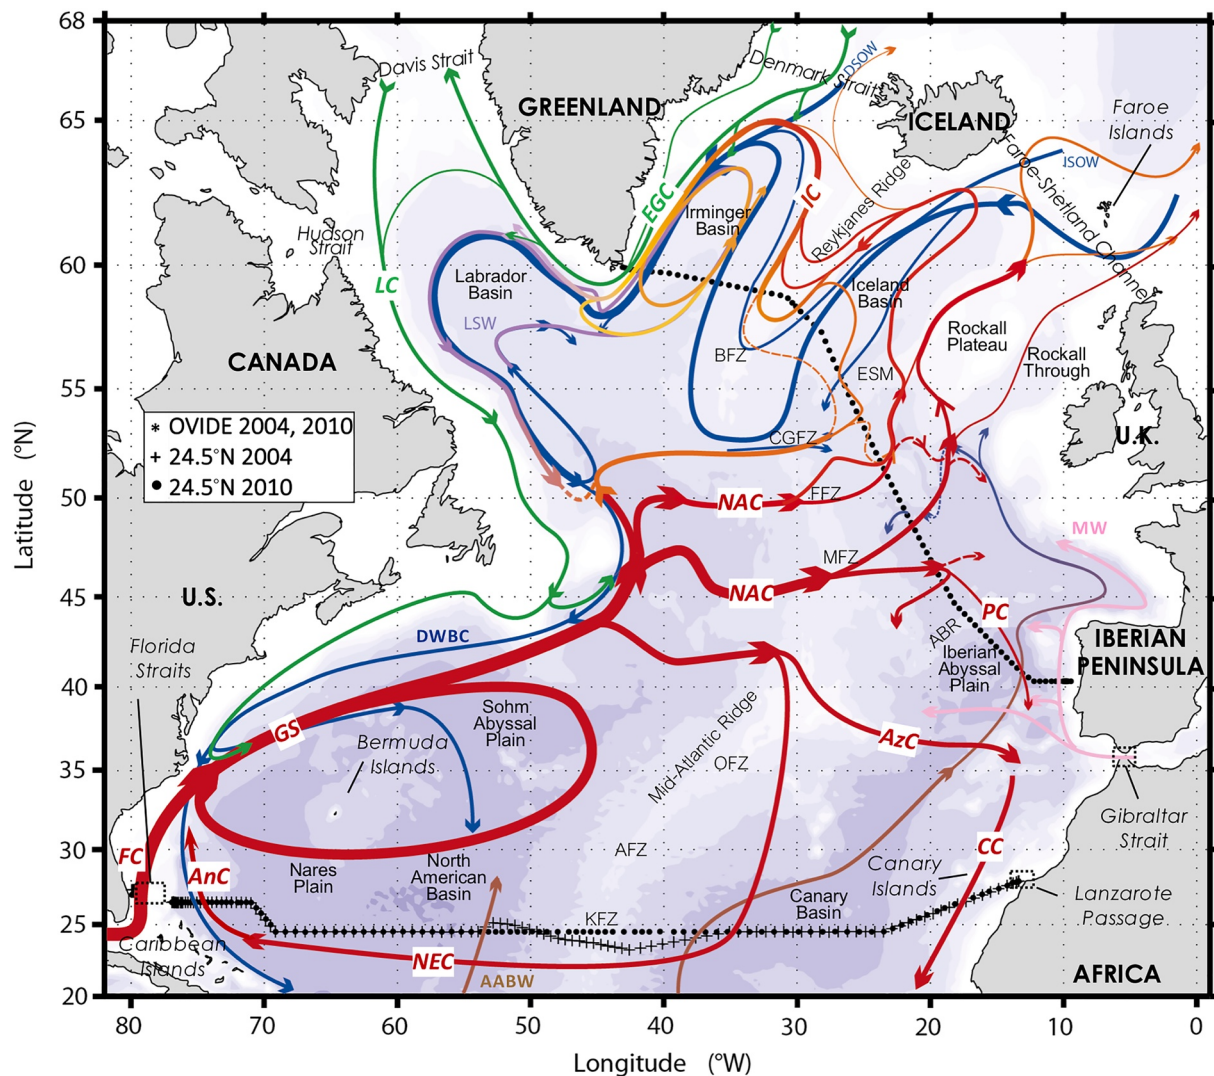 68
65
60
55
50
45
40
35
30
25
20
Latitude (°N)
80
70
60
50
40
30
20
10
0
Longitude (°W)
Davis Strait
GREENLAND
Denmark Strait
DSOW
ICELAND
Faroe
Islands
ISOW
Faroe-Shetland Channel
Hudson
Strait
EGC
Irminger
Basin
IC
Reykjanes Ridge
LC
Labrador
Basin
LSW
Iceland
Basin
Rockall
Plateau
Rockall
Through
CANADA
BFZ
ESM
* OVIDE 2004, 2010
+ 24.5°N 2004
● 24.5°N 2010
CGFZ
U.K.
NAC
FFZ
MW
MFZ
NAC
U.S.
PC
DWBC
ABR
Iberian
Abyssal
Plain
IBERIAN
PENINSULA
Florida
Straits
GS
Sohm
Abyssal
Plain
Bermuda
Islands
Mid-Atlantic Ridge
OFZ
AzC
Gibraltar
Strait
FC
AnC
Nares
Plain
North
American
Basin
AFZ
CC
Canary
Islands
Canary
Basin
Lanzarote
Passage
KFZ
Caribbean
Islands
NEC
AABW
AFRICA